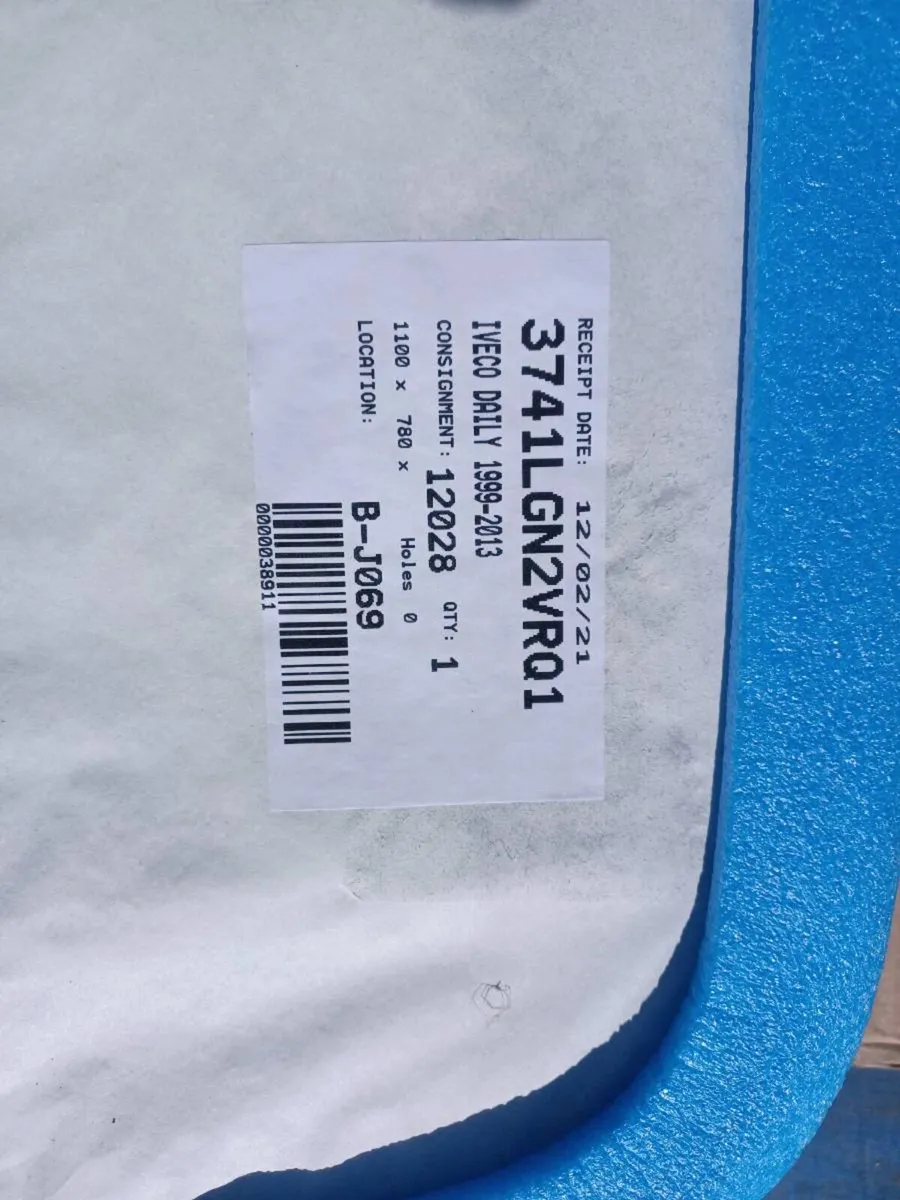 RECEIPT DATE: 12/02/21
3741LGN2VRQ1
IVECO DAILY 1999-2013
CONSIGNMENT: 12028 QTY: 1
1100 x 780 x Holes 0
LOCATION: B-J069
0000038911